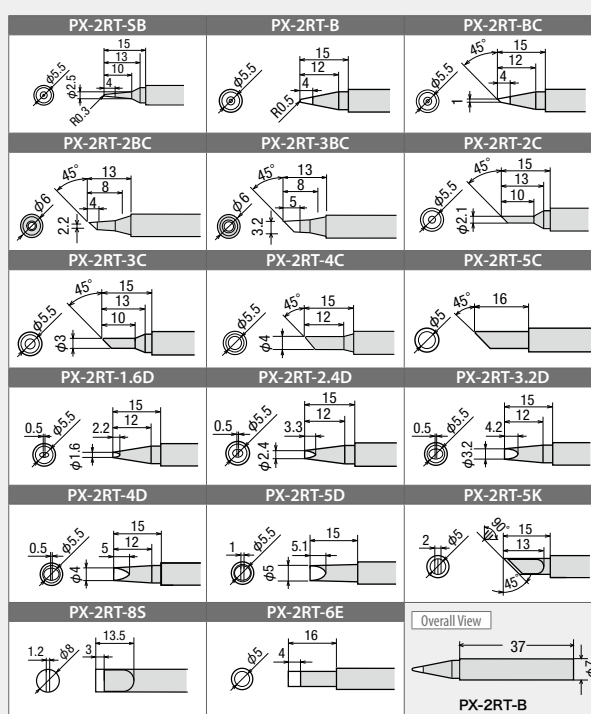 PX-2RT-SB
15
13
10
4
φ5.5
φ2.5
R0.3
PX-2RT-B
15
12
4
φ5.5
R0.5
PX-2RT-BC
45°
15
12
4
φ5.5
1
PX-2RT-2BC
45°
13
8
4
φ6
2.2
PX-2RT-3BC
45°
13
8
5
φ6
3.2
PX-2RT-2C
45°
15
13
10
φ5.5
φ2.1
PX-2RT-3C
45°
15
13
10
φ5.5
φ3
PX-2RT-4C
45°
15
12
φ5.5
φ4
PX-2RT-5C
45°
16
φ5
PX-2RT-1.6D
0.5
φ5.5
15
12
2.2
φ1.6
PX-2RT-2.4D
0.5
φ5.5
15
12
3.3
φ2.4
PX-2RT-3.2D
0.5
φ5.5
15
12
4.2
φ3.2
PX-2RT-4D
0.5
φ5.5
15
12
5
φ4
PX-2RT-5D
1
φ5.5
15
5.1
φ5
PX-2RT-5K
2
φ5
90°
15
13
45°
PX-2RT-8S
1.2
φ8
13.5
3
PX-2RT-6E
φ5
16
4
Overall View
37
φ7
PX-2RT-B